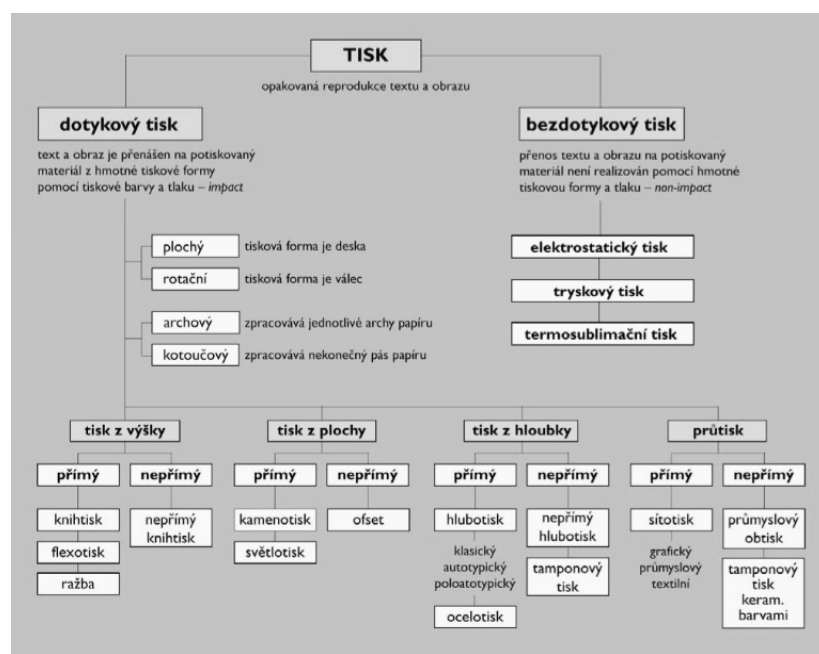 TISK
opakovaná reprodukce textu a obrazu
dotykový tisk
text a obraz je přenášen na potiskovaný
materiál z hmotné tiskové formy
pomocí tiskové barvy a tlaku – impact
bezdotykový tisk
přenos textu a obrazu na potiskovaný
materiál není realizován pomocí hmotné
tiskovou formy a tlaku – non-impact
plochý tisková forma je deska
rotační tisková forma je válec
archový zpracovává jednotlivé archy papíru
kotoučový zpracovává nekonečný pás papíru
elektrostatický tisk
tryskový tisk
termosublimační tisk
tisk z výšky
přímý
knihtisk
flexotisk
ražba
nepřímý
nepřímý
knihtisk
tisk z plochy
přímý
kamenotisk
světlotisk
nepřímý
ofset
tisk z hloubky
přímý
hlubotisk
klasický
autotypický
poloatotypický
ocelotisk
nepřímý
nepřímý
hlubotisk
tamponový
tisk
průtisk
přímý
sítotisk
grafický
průmyslový
textilní
nepřímý
průmyslový
obtisk
tamponový
tisk
keram.
barvami